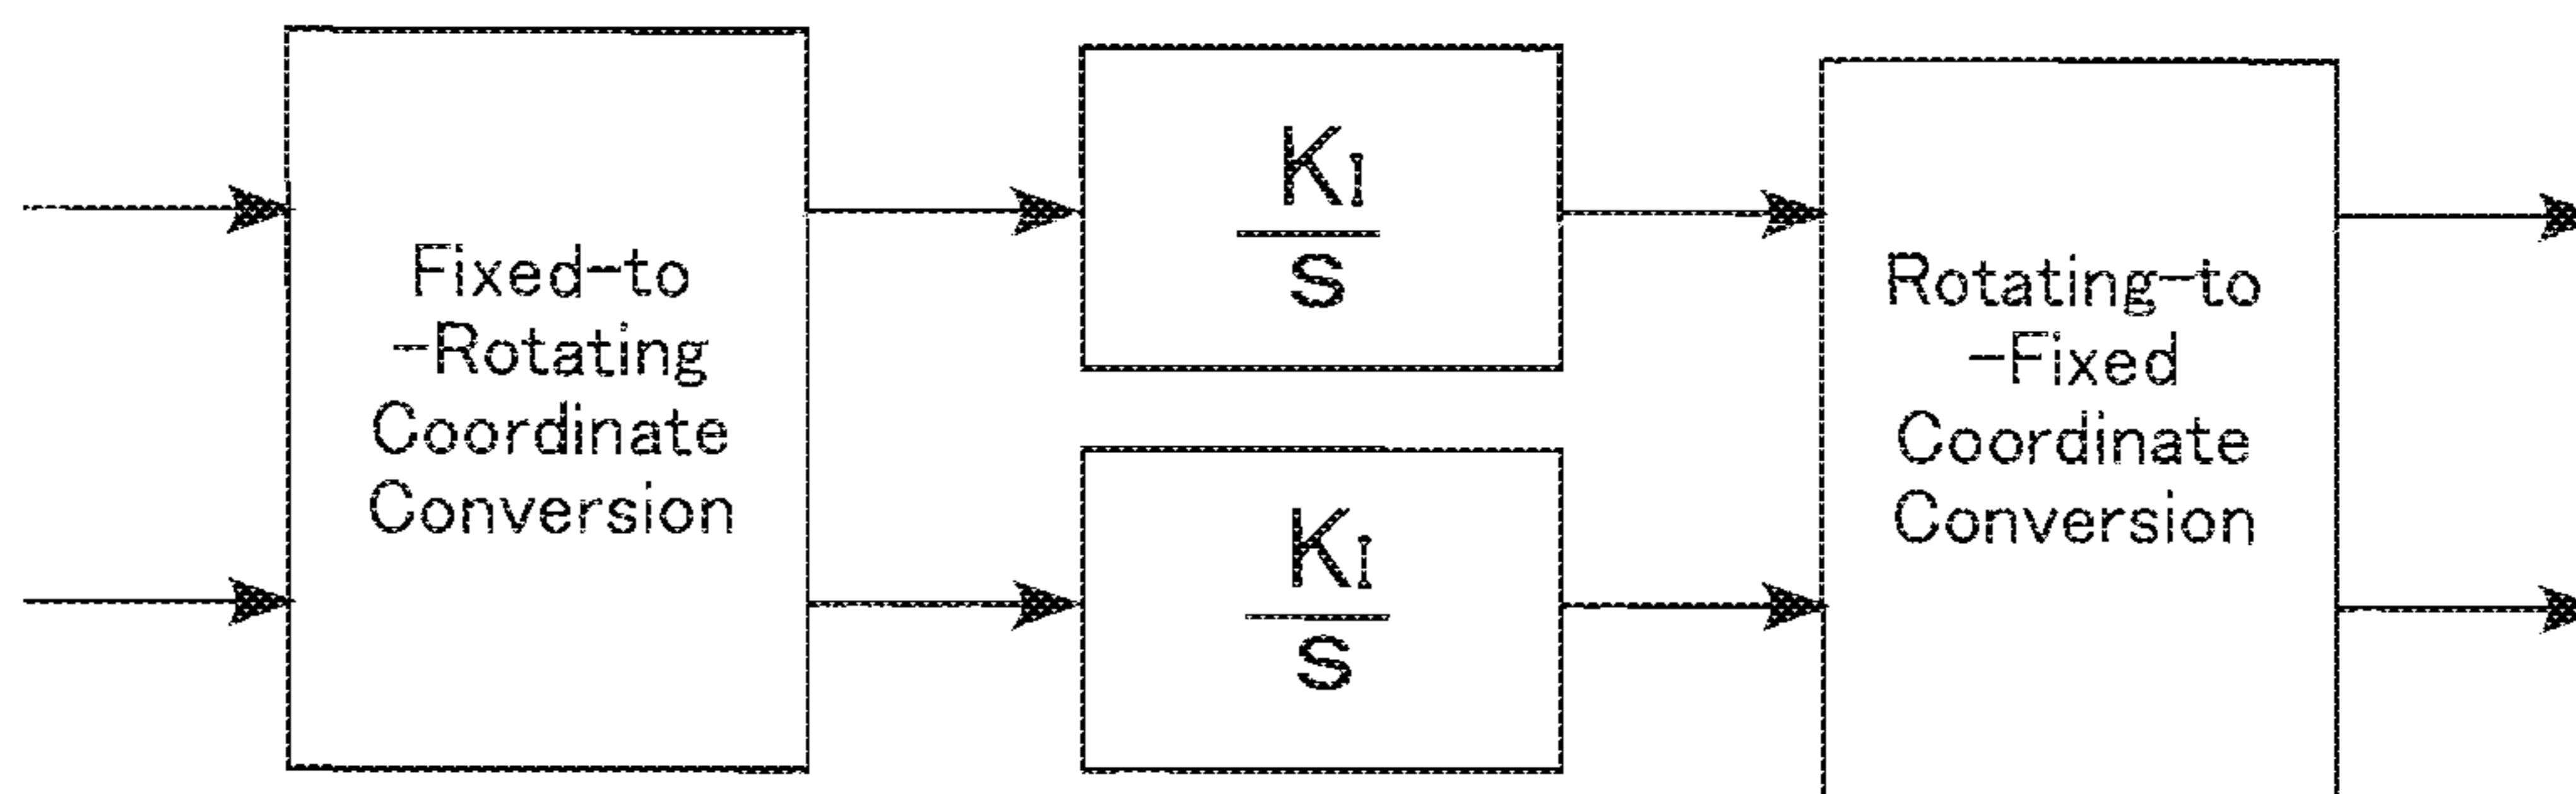 Fixed-to
-Rotating
Coordinate
Conversion
KI
s
KI
s
Rotating-to
-Fixed
Coordinate
Conversion